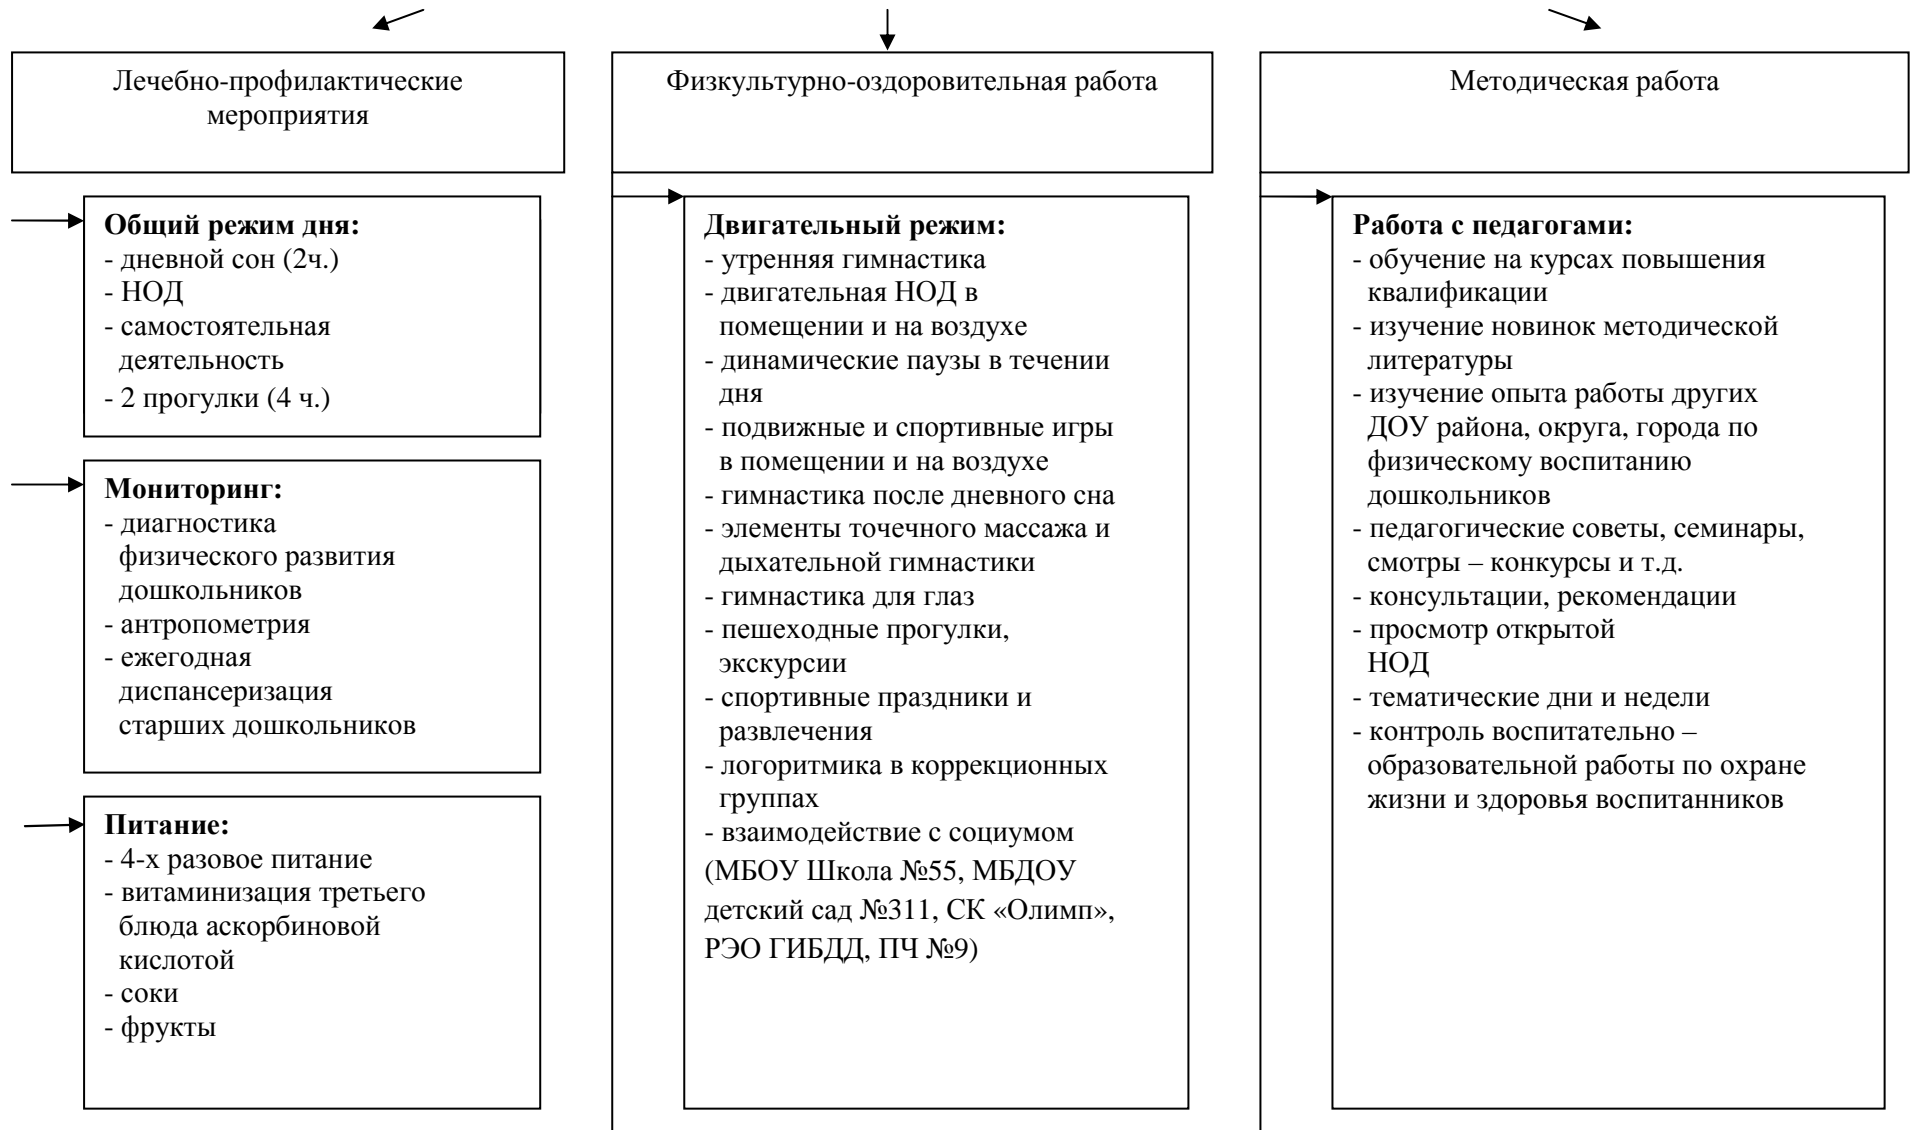 Лечебно-профилактические
мероприятия
Общий режим дня:
- дневной сон (2ч.)
- НОД
- самостоятельная
деятельность
- 2 прогулки (4 ч.)
Мониторинг:
- диагностика
физического развития
дошкольников
- антропометрия
- ежегодная
диспансеризация
старших дошкольников
Питание:
- 4-х разовое питание
- витаминизация третьего
блюда аскорбиновой
кислотой
- соки
- фрукты
Физкультурно-оздоровительная работа
Двигательный режим:
- утренняя гимнастика
- двигательная НОД в
помещении и на воздухе
- динамические паузы в течении
дня
- подвижные и спортивные игры
в помещении и на воздухе
- гимнастика после дневного сна
- элементы точечного массажа и
дыхательной гимнастики
- гимнастика для глаз
- пешеходные прогулки,
экскурсии
- спортивные праздники и
развлечения
- логоритмика в коррекционных
группах
- взаимодействие с социумом
(МБОУ Школа №55, МБДОУ
детский сад №311, СК «Олимп»,
РЭО ГИБДД, ПЧ №9)
Методическая работа
Работа с педагогами:
- обучение на курсах повышения
квалификации
- изучение новинок методической
литературы
- изучение опыта работы других
ДОУ района, округа, города по
физическому воспитанию
дошкольников
- педагогические советы, семинары,
смотры – конкурсы и т.д.
- консультации, рекомендации
- просмотр открытой
НОД
- тематические дни и недели
- контроль воспитательно –
образовательной работы по охране
жизни и здоровья воспитанников